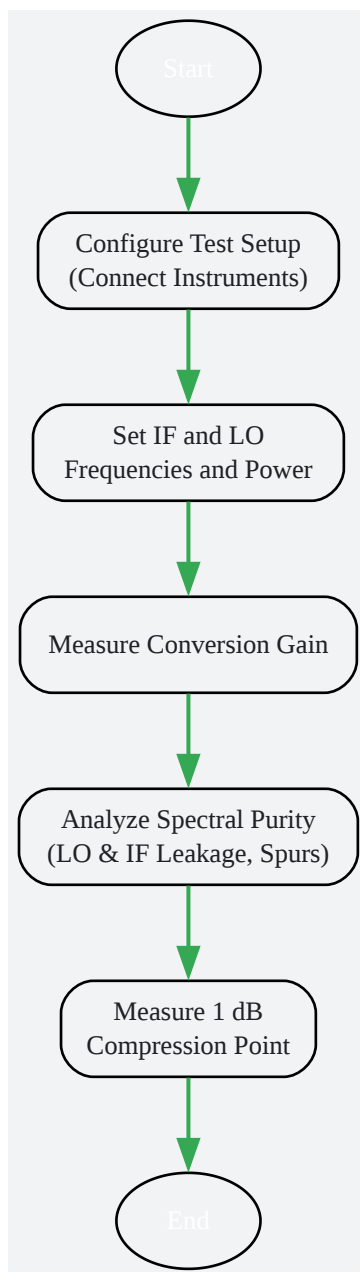 Start
Configure Test Setup
(Connect Instruments)
Set IF and LO
Frequencies and Power
Measure Conversion Gain
Analyze Spectral Purity
(LO & IF Leakage, Spurs)
Measure 1 dB
Compression Point
End